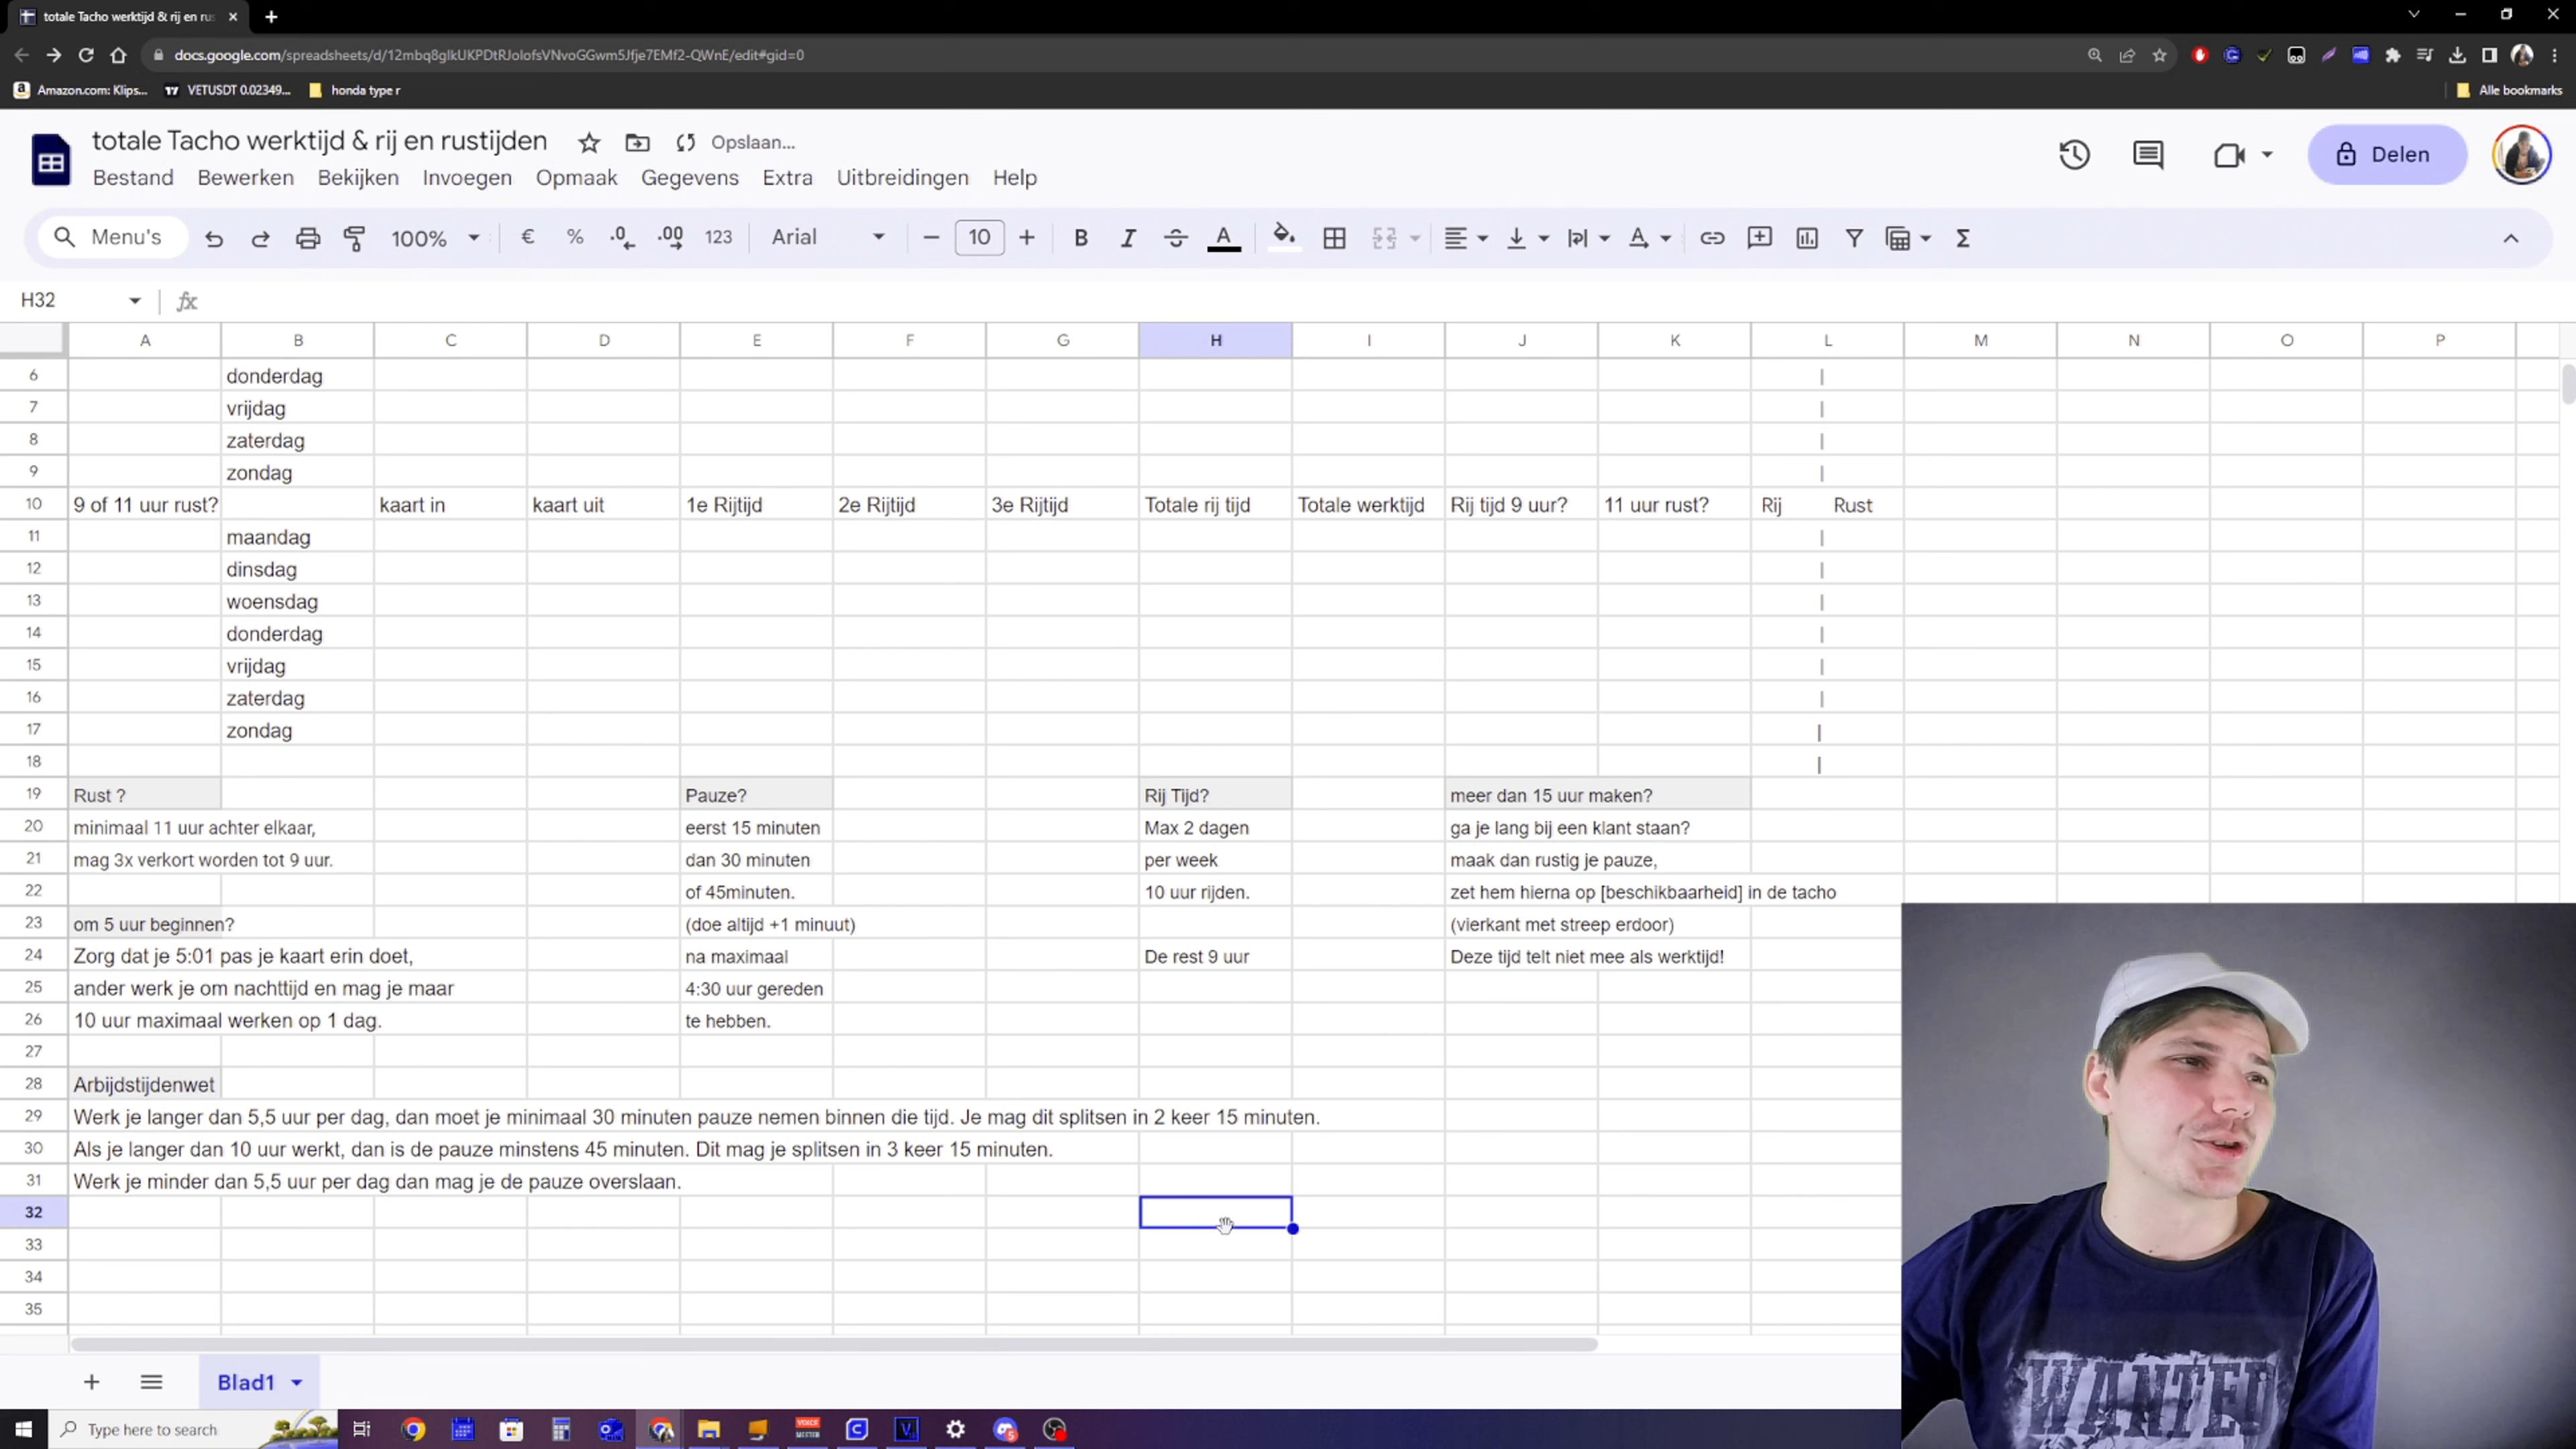 totale Tacho werktijd & rij en rus
docs.google.com/spreadsheets/d/12mbq8glkUKPDtRJolofsVNvoGGwm5Jfje7EMf2-QWnE/edit#gid=0
Amazon.com: Klips... VETUSDT 0.02349... honda type r Alle bookmarks
totale Tacho werktijd & rij en rustijden Opslaan...
Bestand Bewerken Bekijken Invoegen Opmaak Gegevens Extra Uitbreidingen Help
Delen
Menu's 100% € % .0 .00 123 Arial 10 B I A
H32 fx
A B C D E F G H I J K L M N O P
6 donderdag |
7 vrijdag |
8 zaterdag |
9 zondag |
10 9 of 11 uur rust? kaart in kaart uit 1e Rijtijd 2e Rijtijd 3e Rijtijd Totale rij tijd Totale werktijd Rij tijd 9 uur? 11 uur rust? Rij Rust
11 maandag |
12 dinsdag |
13 woensdag |
14 donderdag |
15 vrijdag |
16 zaterdag |
17 zondag |
18 |
19 Rust ? Pauze? Rij Tijd? meer dan 15 uur maken?
20 minimaal 11 uur achter elkaar, eerst 15 minuten Max 2 dagen ga je lang bij een klant staan?
21 mag 3x verkort worden tot 9 uur. dan 30 minuten per week maak dan rustig je pauze,
22 of 45minuten. 10 uur rijden. zet hem hierna op [beschikbaarheid] in de tacho
23 om 5 uur beginnen? (doe altijd +1 minuut) (vierkant met streep erdoor)
24 Zorg dat je 5:01 pas je kaart erin doet, na maximaal De rest 9 uur Deze tijd telt niet mee als werktijd!
25 ander werk je om nachttijd en mag je maar 4:30 uur gereden
26 10 uur maximaal werken op 1 dag. te hebben.
27
28 Arbijdstijdenwet
29 Werk je langer dan 5,5 uur per dag, dan moet je minimaal 30 minuten pauze nemen binnen die tijd. Je mag dit splitsen in 2 keer 15 minuten.
30 Als je langer dan 10 uur werkt, dan is de pauze minstens 45 minuten. Dit mag je splitsen in 3 keer 15 minuten.
31 Werk je minder dan 5,5 uur per dag dan mag je de pauze overslaan.
32
33
34
35
WANTED
Blad1
Type here to search